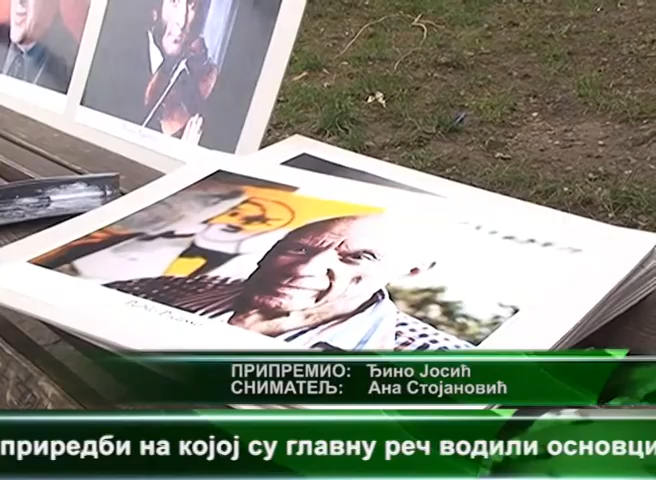 ПРИПРЕМИО: Ђино Јосић
СНИМАТЕЉ: Ана Стојановић
приредби на којој су главну реч водили основци